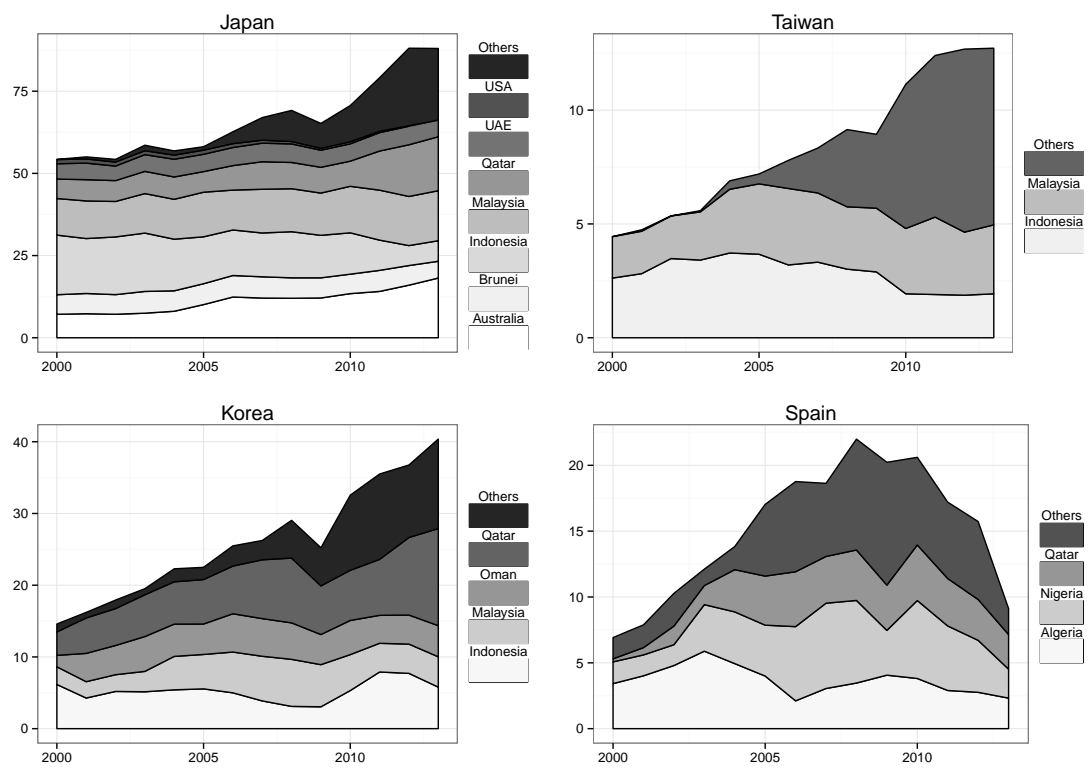 Japan
75
50
25
0
2000
2005
2010
Others
USA
UAE
Qatar
Malaysia
Indonesia
Brunei
Australia
Taiwan
10
5
0
2000
2005
2010
Others
Malaysia
Indonesia
Korea
40
30
20
10
0
2000
2005
2010
Others
Qatar
Oman
Malaysia
Indonesia
Spain
20
15
10
5
0
2000
2005
2010
Others
Qatar
Nigeria
Algeria